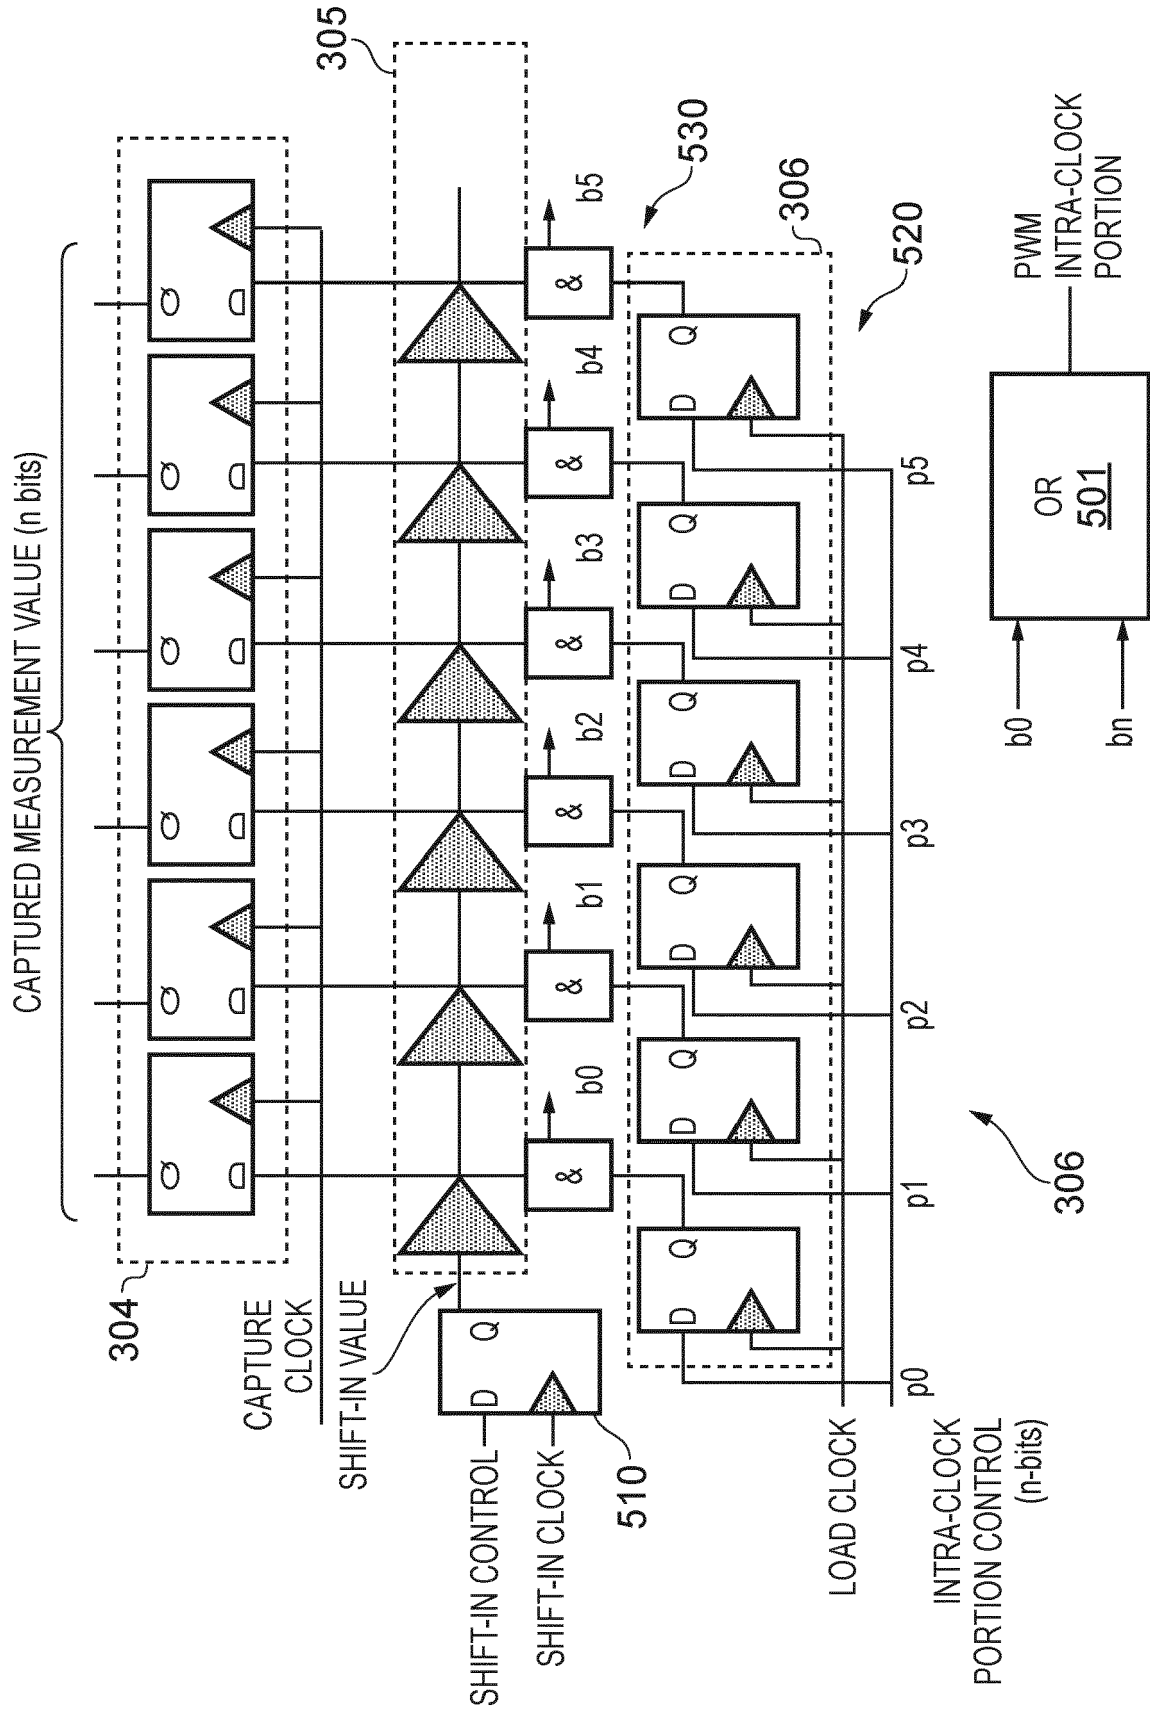 CAPTURED MEASUREMENT VALUE (n bits)
304
Q
D
Q
D
Q
D
Q
D
Q
D
Q
D
CAPTURE
CLOCK
305
SHIFT-IN VALUE
SHIFT-IN CONTROL
SHIFT-IN CLOCK
D
Q
510
&
&
&
&
&
&
b0
b1
b2
b3
b4
b5
530
306
D
Q
D
Q
D
Q
D
Q
D
Q
D
Q
520
LOAD CLOCK
p0
p1
p2
p3
p4
p5
INTRA-CLOCK
PORTION CONTROL
(n-bits)
306
b0
bn
OR
501
PWM
INTRA-CLOCK
PORTION